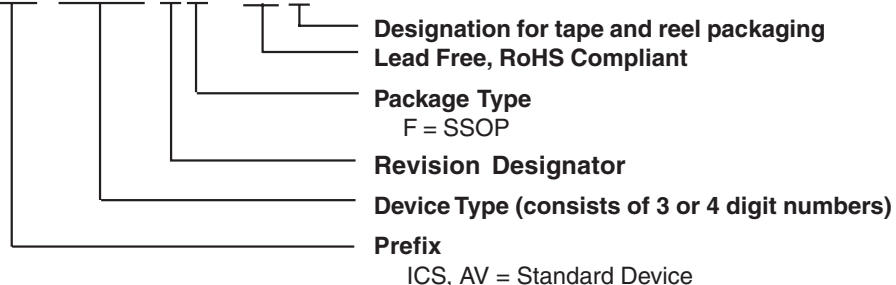 Designation for tape and reel packaging
Lead Free, RoHS Compliant
Package Type
F = SSOP
Revision Designator
Device Type (consists of 3 or 4 digit numbers)
Prefix
ICS, AV = Standard Device